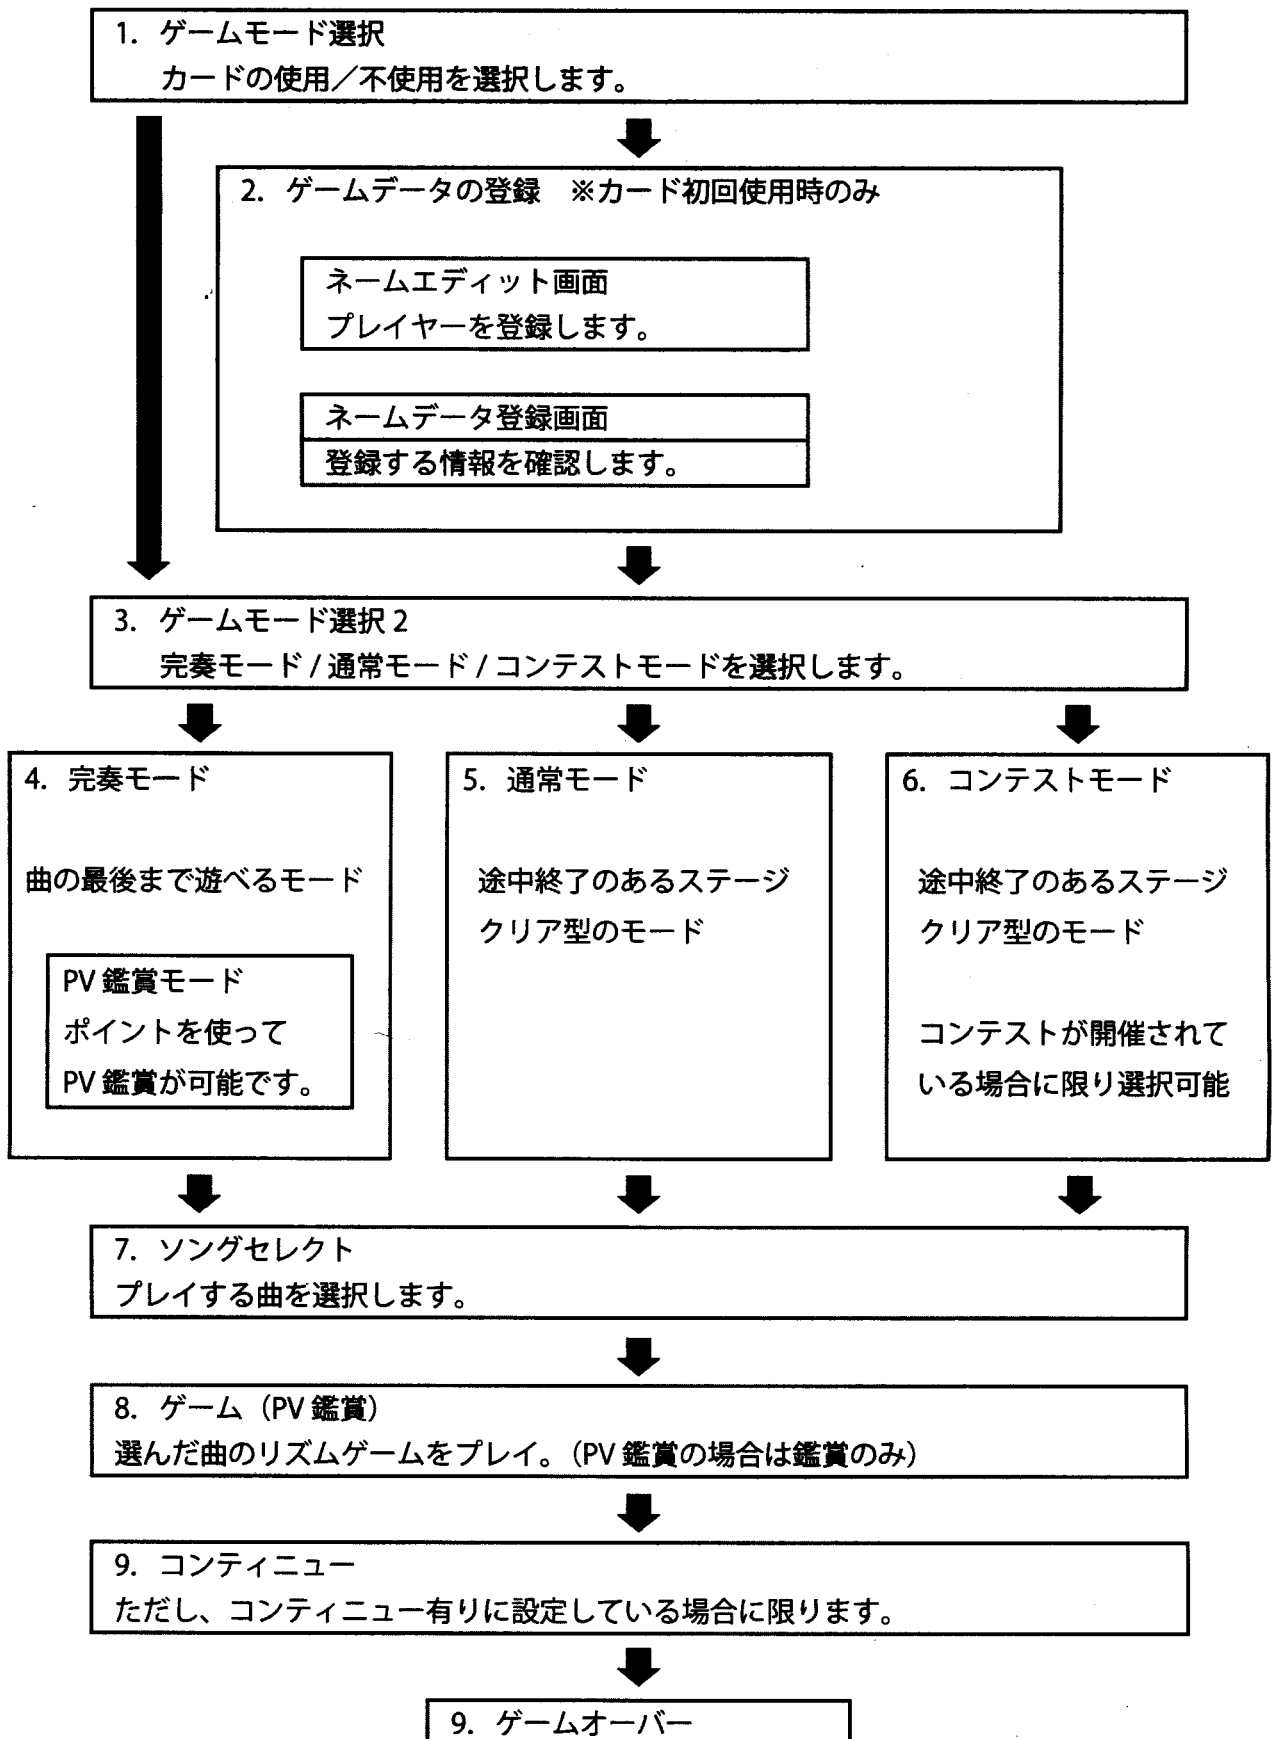 1. ゲームモード選択
カードの使用／不使用を選択します。
2. ゲームデータの登録　※カード初回使用時のみ
ネームエディット画面
プレイヤーを登録します。
ネームデータ登録画面
登録する情報を確認します。
3. ゲームモード選択 2
完奏モード / 通常モード / コンテストモードを選択します。
4. 完奏モード
曲の最後まで遊べるモード
PV 鑑賞モード
ポイントを使って
PV 鑑賞が可能です。
5. 通常モード
途中終了のあるステージ
クリア型のモード
6. コンテストモード
途中終了のあるステージ
クリア型のモード
コンテストが開催されて
いる場合に限り選択可能
7. ソングセレクト
プレイする曲を選択します。
8. ゲーム（PV 鑑賞）
選んだ曲のリズムゲームをプレイ。（PV 鑑賞の場合は鑑賞のみ）
9. コンティニュー
ただし、コンティニュー有りに設定している場合に限ります。
9. ゲームオーバー